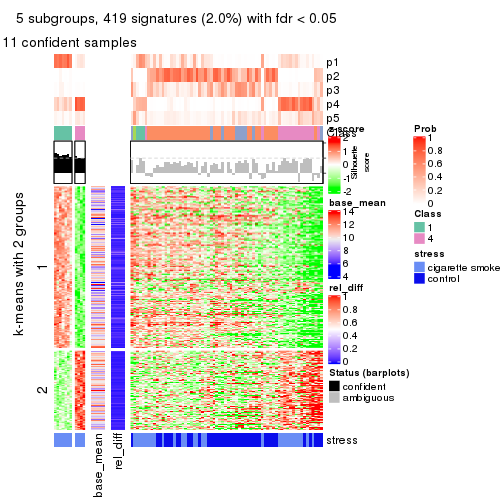 5 subgroups, 419 signatures (2.0%) with fdr < 0.05
11 confident samples
p1
p2
p3
p4
p5
Class
Silhouette
score
k-means with 2 groups
1
2
base_mean
rel_diff
stress
z-score
2
1
0
-1
-2
base_mean
14
12
10
8
6
4
rel_diff
1
0.8
0.6
0.4
0.2
0
Status (barplots)
confident
ambiguous
Prob
1
0.8
0.6
0.4
0.2
0
Class
1
4
stress
cigarette smoke
control